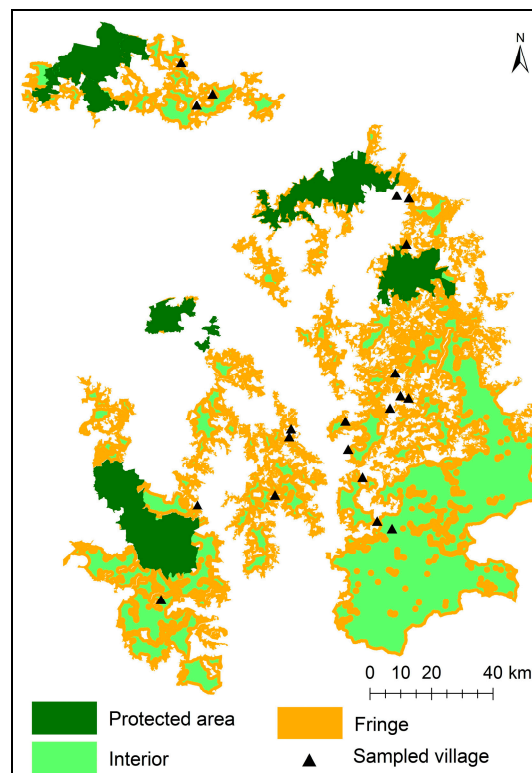 N
0 10 20 40 km
Protected area
Fringe
Interior
Sampled village